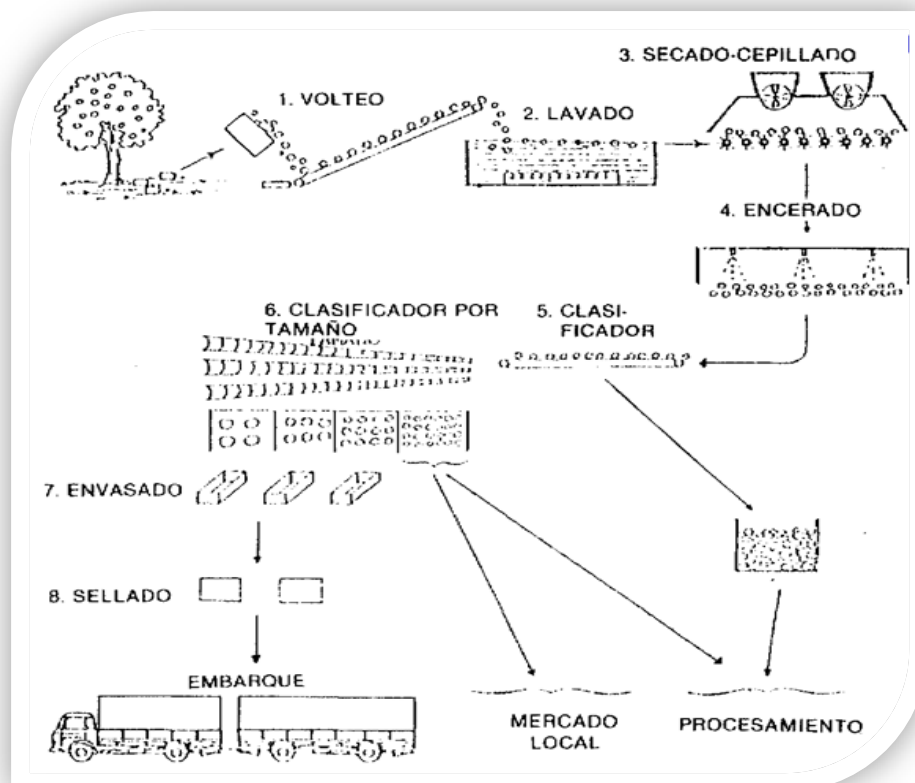 1. VOLTEO
2. LAVADO
3. SECADO-CEPILLADO
4. ENCERADO
5. CLASI-
FICADOR
6. CLASIFICADOR POR
TAMAÑO
TAMAÑO
7. ENVASADO
8. SELLADO
EMBARQUE
MERCADO
LOCAL
PROCESAMIENTO